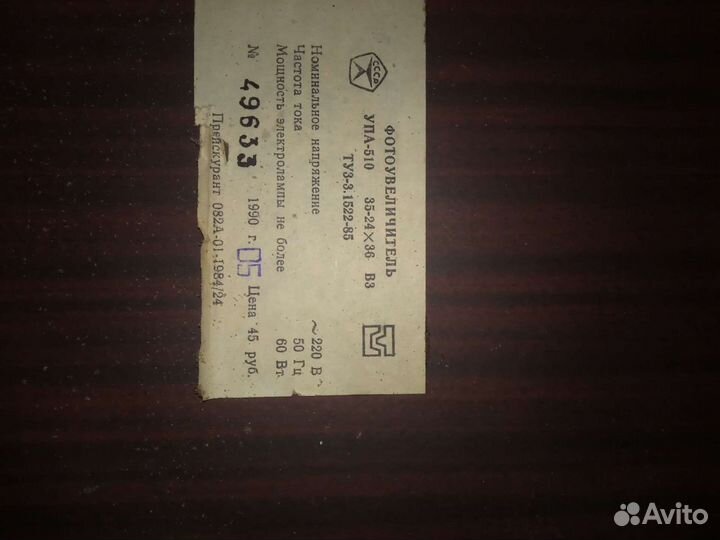 СССР
ФОТОУВЕЛИЧИТЕЛЬ
УПА-510 35-24×36 В3
ТУ3-3.1522-85
Номинальное напряжение ~220 В
Частота тока 50 Гц
Мощность электролампы не более 60 Вт
№ 49633 1990 г. 05 Цена 45 руб.
Прейскурант 082А-01-1984/24
Avito